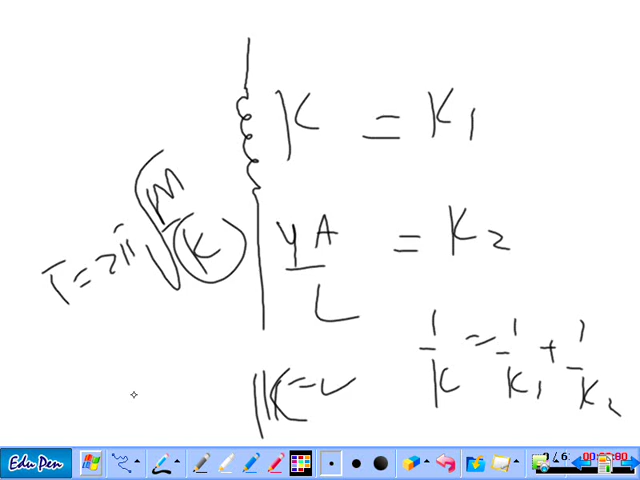 K = K1
T = 2π√(m/K)
YA/L = K2
1/K = 1/K1 + 1/K2
Edu Pen